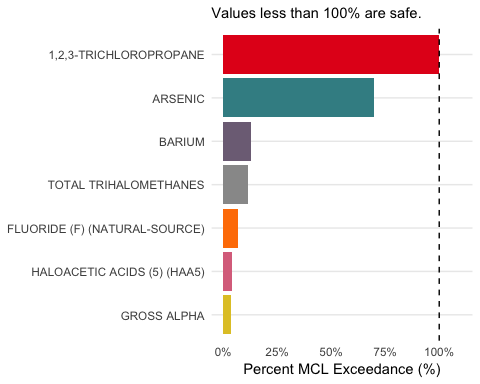 Values less than 100% are safe.
1,2,3-TRICHLOROPROPANE
ARSENIC
BARIUM
TOTAL TRIHALOMETHANES
FLUORIDE (F) (NATURAL-SOURCE)
HALOACETIC ACIDS (5) (HAA5)
GROSS ALPHA
0% 25% 50% 75% 100%
Percent MCL Exceedance (%)